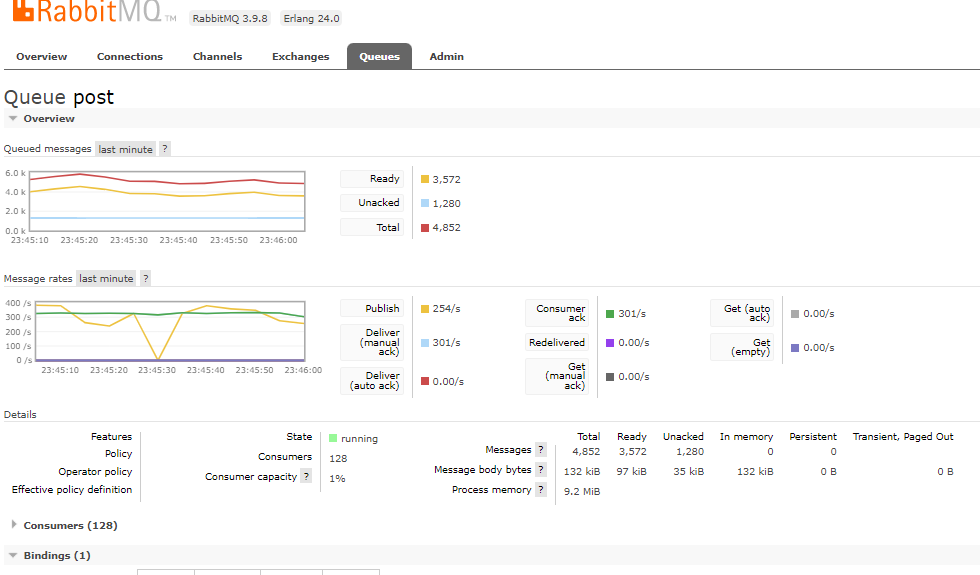 RabbitMQ TM RabbitMQ 3.9.8 Erlang 24.0
Overview Connections Channels Exchanges Queues Admin
Queue post
Overview
Queued messages last minute ?
6.0 k
4.0 k
2.0 k
0.0 k
23:45:10 23:45:20 23:45:30 23:45:40 23:45:50 23:46:00
Ready 3,572
Unacked 1,280
Total 4,852
Message rates last minute ?
400 /s
300 /s
200 /s
100 /s
0 /s
23:45:10 23:45:20 23:45:30 23:45:40 23:45:50 23:46:00
Publish 254/s
Deliver
(manual
ack) 301/s
Deliver
(auto ack) 0.00/s
Consumer
ack 301/s
Redelivered 0.00/s
Get
(manual
ack) 0.00/s
Get (auto
ack) 0.00/s
Get
(empty) 0.00/s
Details
Features
Policy
Operator policy
Effective policy definition
State running
Consumers 128
Consumer capacity ? 1%
Total Ready Unacked In memory Persistent Transient, Paged Out
Messages ? 4,852 3,572 1,280 0 0
Message body bytes ? 132 kiB 97 kiB 35 kiB 132 kiB 0 B 0 B
Process memory ? 9.2 MiB
Consumers (128)
Bindings (1)